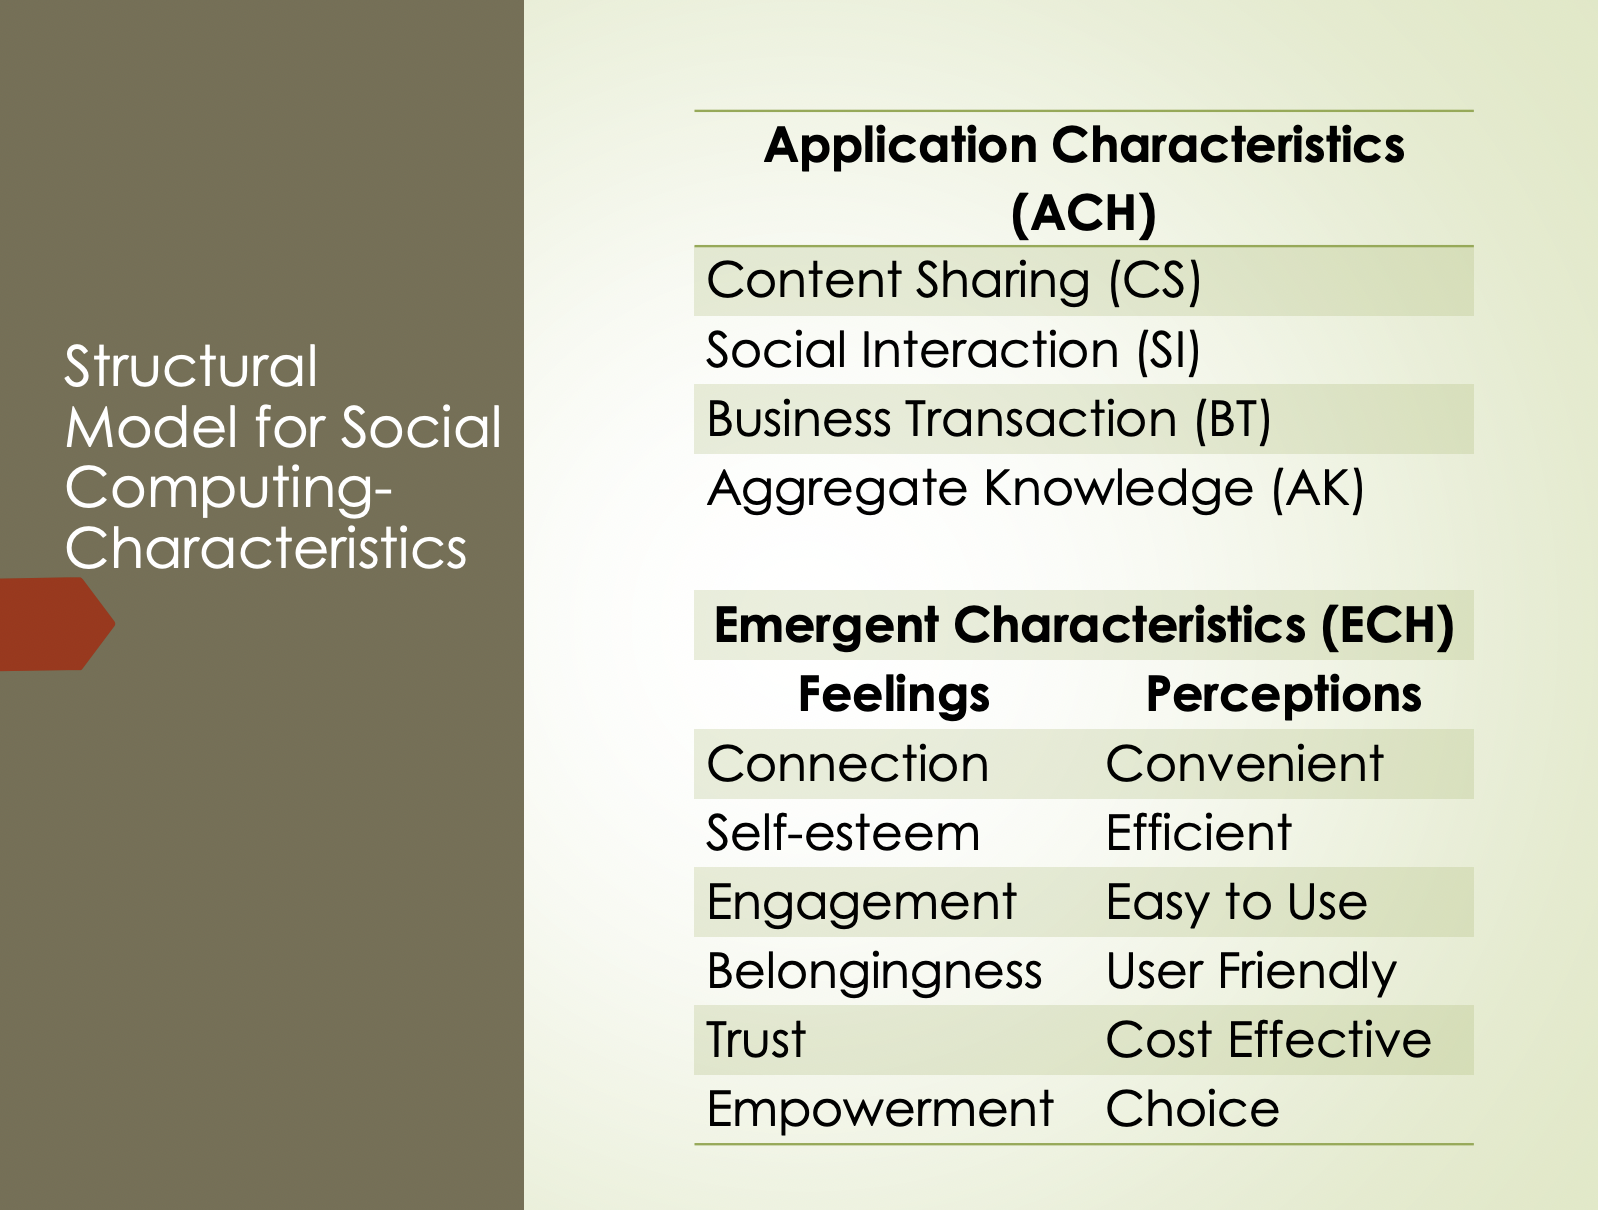 Structural
Model for Social
Computing-
Characteristics
Application Characteristics
(ACH)
Content Sharing (CS)
Social Interaction (SI)
Business Transaction (BT)
Aggregate Knowledge (AK)
Emergent Characteristics (ECH)
Feelings Perceptions
Connection Convenient
Self-esteem Efficient
Engagement Easy to Use
Belongingness User Friendly
Trust Cost Effective
Empowerment Choice